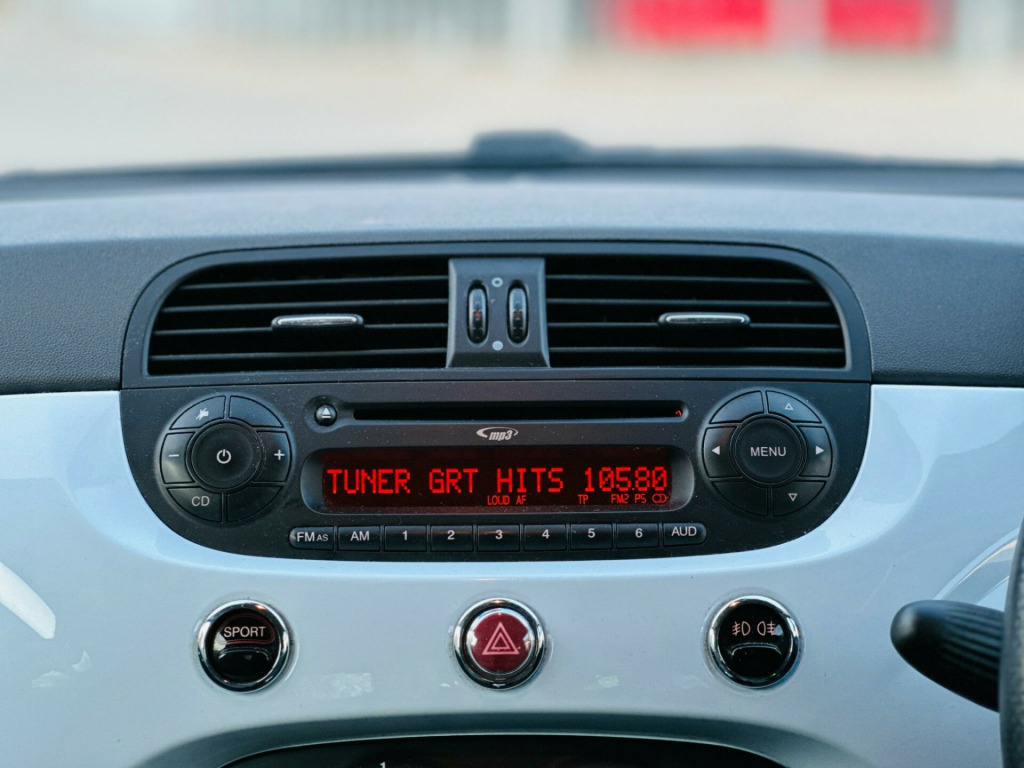 mp3
MENU
TUNER GRT HITS 105.80
LOUD AF TP FM2 PS CD
CD
FM AS AM 1 2 3 4 5 6 AUD
SPORT